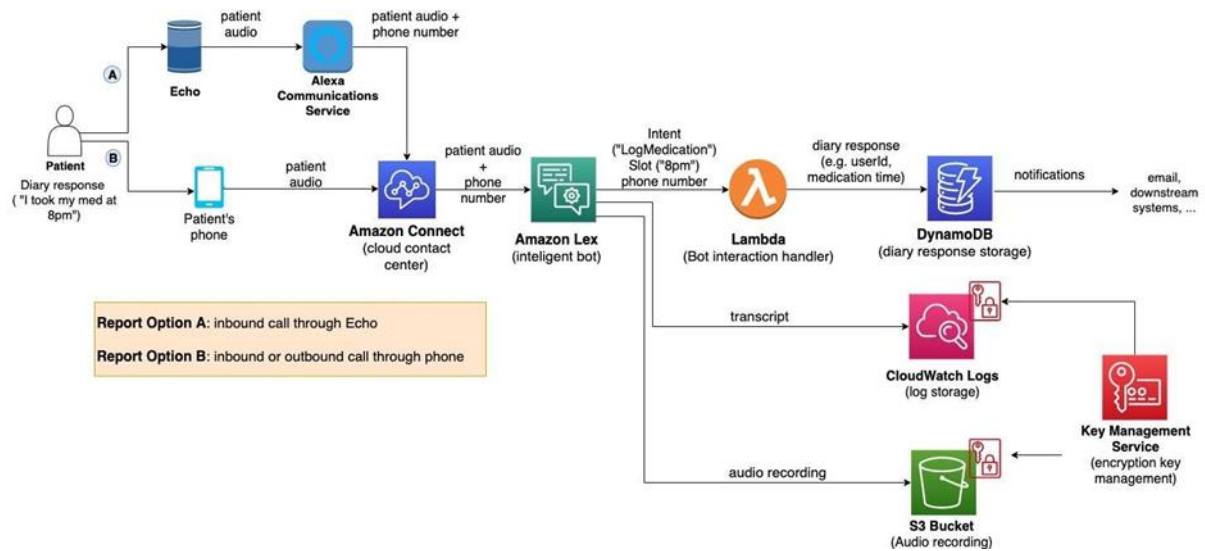 patient
audio
patient audio +
phone number
A
Echo
Alexa
Communications
Service
Patient
Diary response
( "I took my med at
8pm")
B
Patient's
phone
patient
audio
Amazon Connect
(cloud contact
center)
patient audio
+
phone
number
Amazon Lex
(inteligent bot)
Intent
("LogMedication")
Slot ("8pm")
phone number
Lambda
(Bot interaction handler)
diary response
(e.g. userId,
medication time)
DynamoDB
(diary response storage)
notifications
email,
downstream
systems, ...
Report Option A: inbound call through Echo
Report Option B: inbound or outbound call through phone
transcript
CloudWatch Logs
(log storage)
Key Management
Service
(encryption key
management)
audio recording
S3 Bucket
(Audio recording)